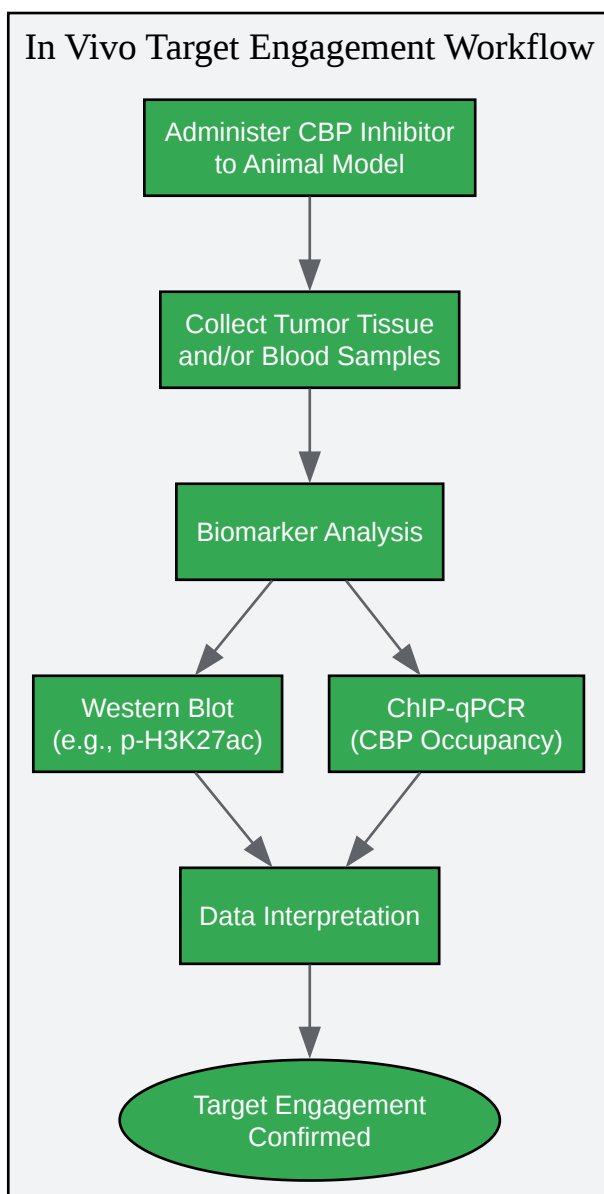 In Vivo Target Engagement Workflow
Administer CBP Inhibitor
to Animal Model
Collect Tumor Tissue
and/or Blood Samples
Biomarker Analysis
Western Blot
(e.g., p-H3K27ac)
ChIP-qPCR
(CBP Occupancy)
Data Interpretation
Target Engagement
Confirmed